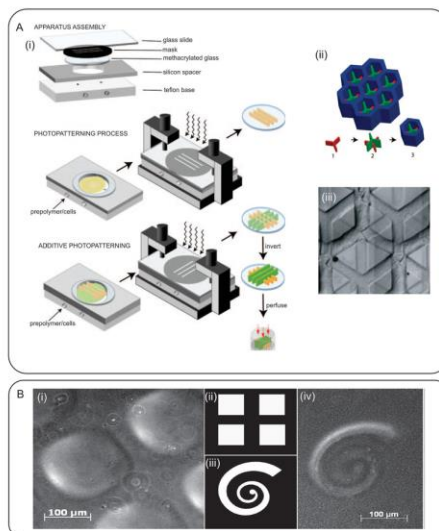 A
APPARATUS ASSEMBLY
(i)
glass slide
mask
methacrylated glass
silicon spacer
teflon base
PHOTOPATTERNING PROCESS
prepolymer/cells
ADDITIVE PHOTOPATTERNING
prepolymer/cells
invert
perfuse
(ii)
1
2
3
(iii)
B
(i)
100 µm
(ii)
(iii)
(iv)
100 µm